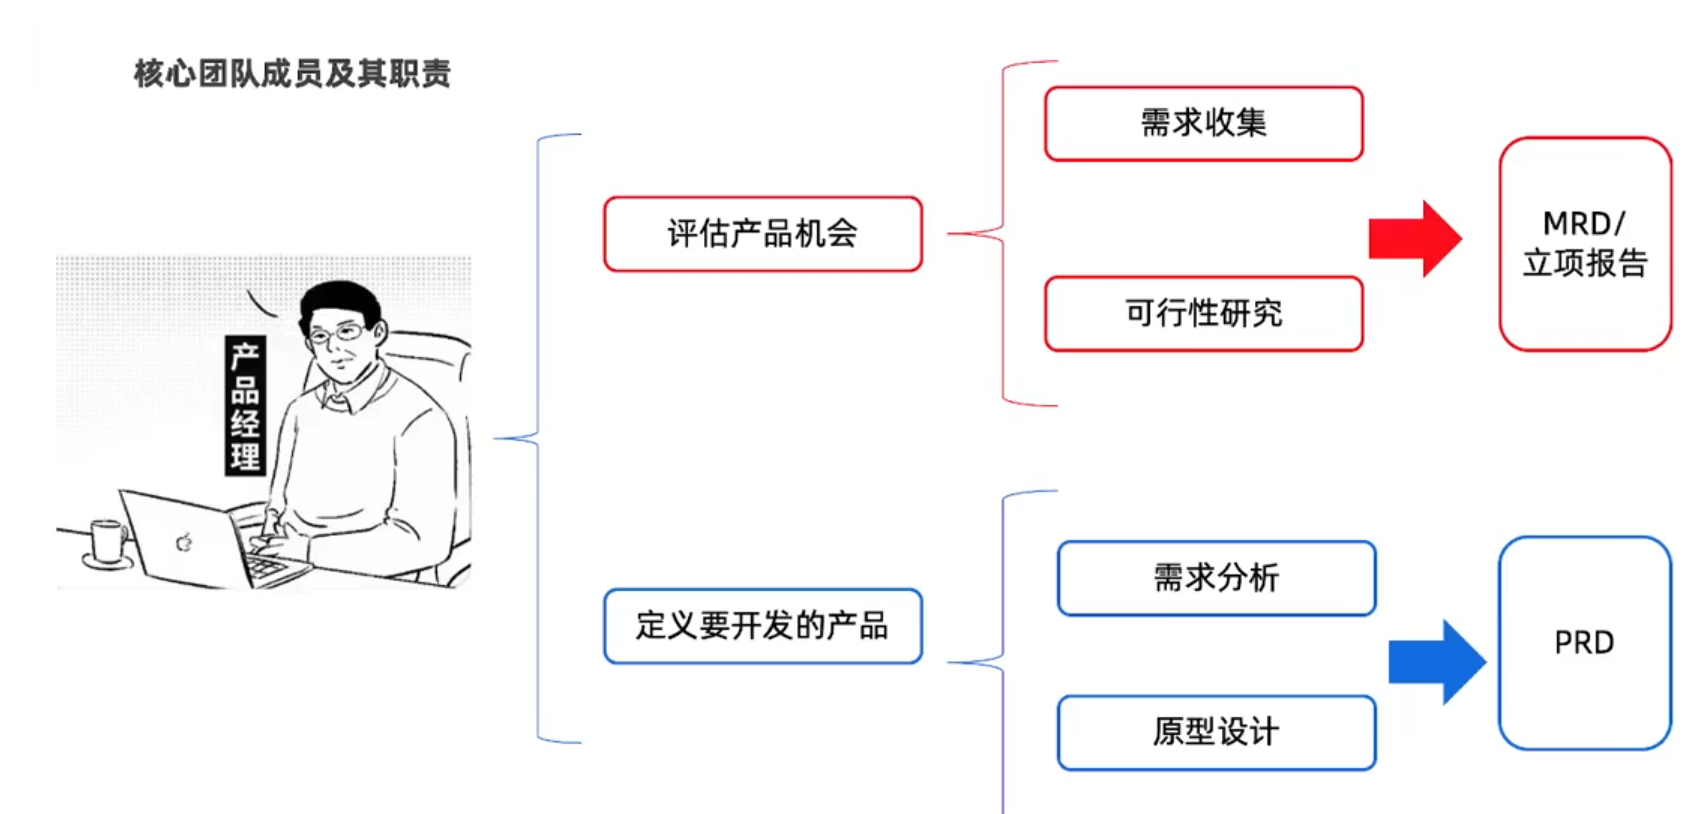 核心团队成员及其职责
产品经理
评估产品机会
需求收集
可行性研究
MRD/
立项报告
定义要开发的产品
需求分析
原型设计
PRD